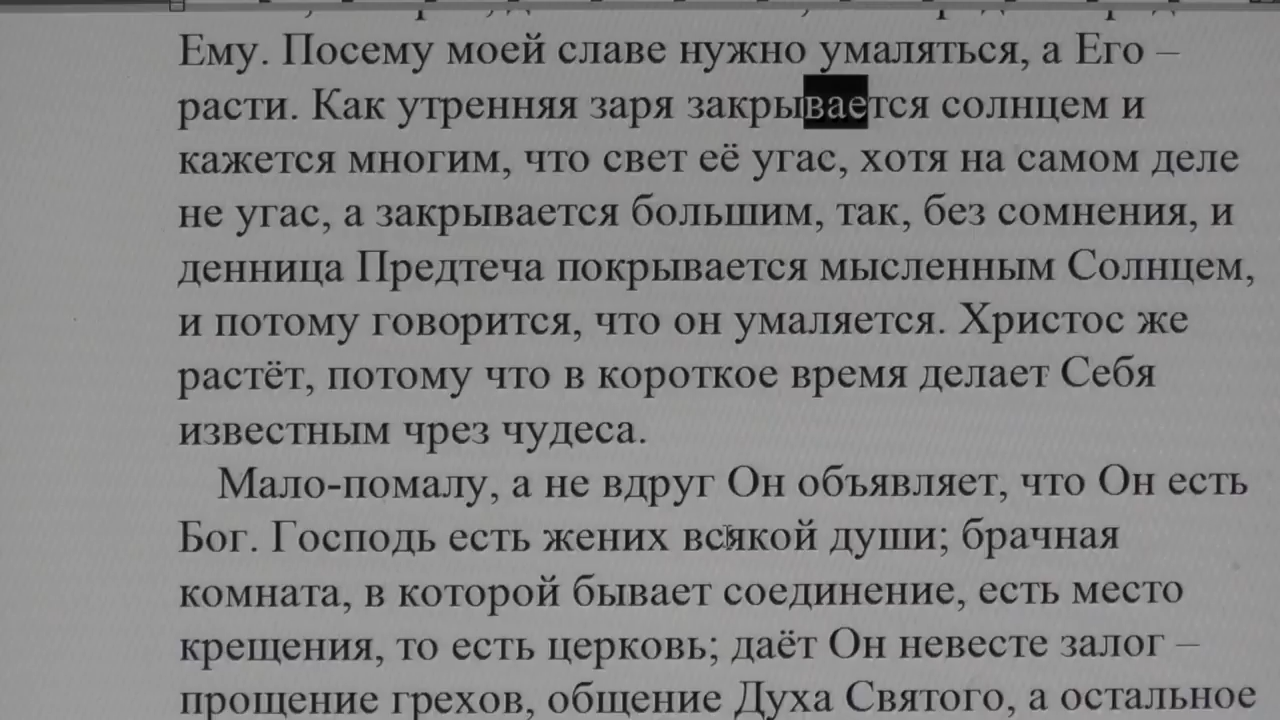 Ему. Посему моей славе нужно умаляться, а Его –
расти. Как утренняя заря закрывается солнцем и
кажется многим, что свет её угас, хотя на самом деле
не угас, а закрывается большим, так, без сомнения, и
денница Предтеча покрывается мысленным Солнцем,
и потому говорится, что он умаляется. Христос же
растёт, потому что в короткое время делает Себя
известным чрез чудеса.
Мало-помалу, а не вдруг Он объявляет, что Он есть
Бог. Господь есть жених всякой души; брачная
комната, в которой бывает соединение, есть место
крещения, то есть церковь; даёт Он невесте залог –
прощение грехов, общение Духа Святого, а остальное